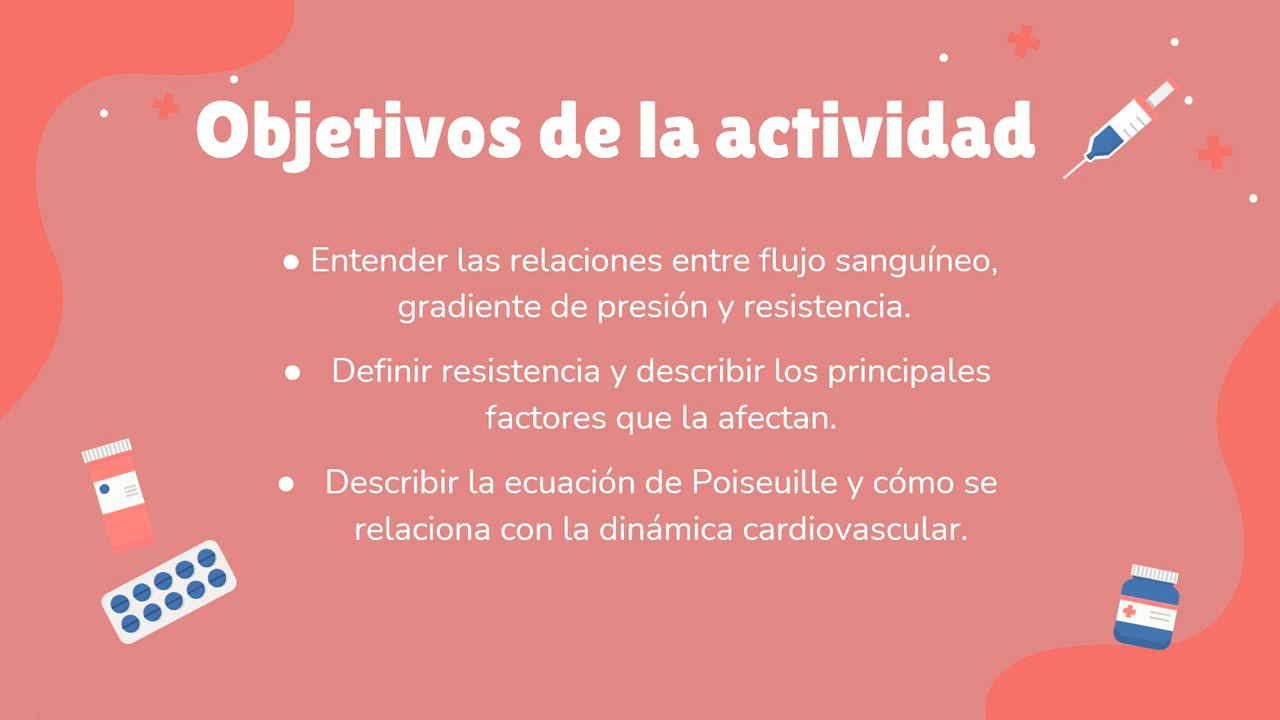 Objetivos de la actividad
● Entender las relaciones entre flujo sanguíneo,
gradiente de presión y resistencia.
● Definir resistencia y describir los principales
factores que la afectan.
● Describir la ecuación de Poiseuille y cómo se
relaciona con la dinámica cardiovascular.